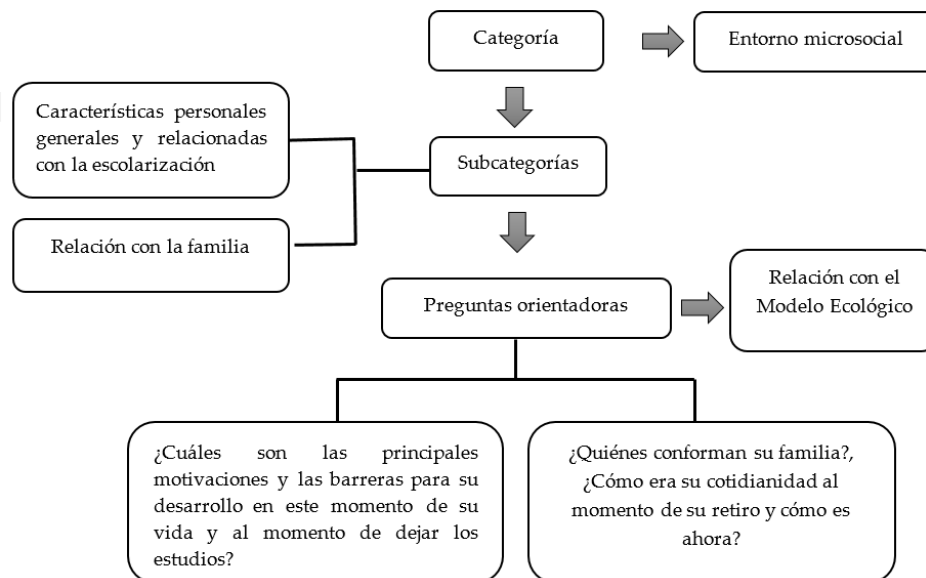 Categoría
Entorno microsocial
Características personales
generales y relacionadas
con la escolarización
Subcategorías
Relación con la familia
Preguntas orientadoras
Relación con el
Modelo Ecológico
¿Cuáles son las principales
motivaciones y las barreras para su
desarrollo en este momento de su
vida y al momento de dejar los
estudios?
¿Quiénes conforman su familia?,
¿Cómo era su cotidianidad al
momento de su retiro y cómo es
ahora?